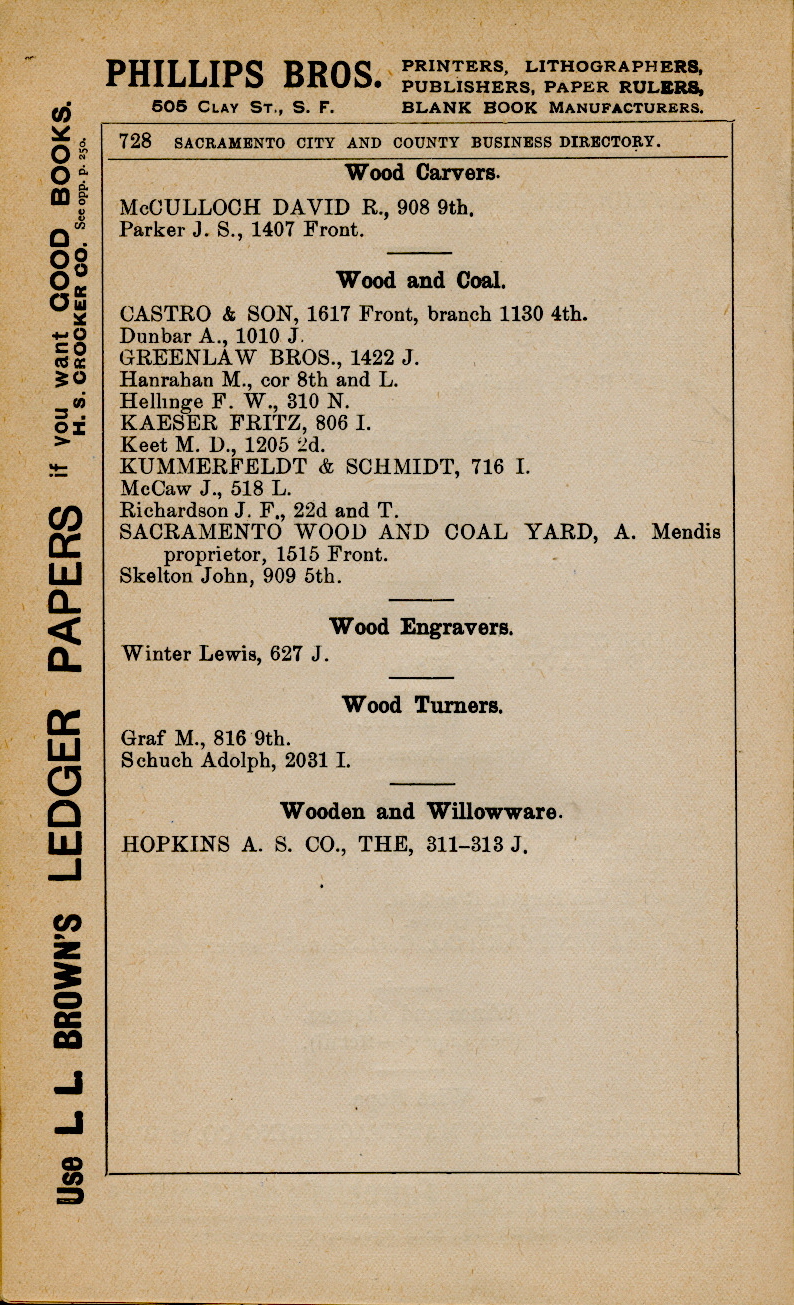 PHILLIPS BROS. PRINTERS, LITHOGRAPHERS,
PUBLISHERS, PAPER RULERS,
505 CLAY ST., S. F. BLANK BOOK MANUFACTURERS.
728 SACRAMENTO CITY AND COUNTY BUSINESS DIRECTORY.
Wood Carvers.
McCULLOCH DAVID R., 908 9th.
Parker J. S., 1407 Front.
Wood and Coal.
CASTRO & SON, 1617 Front, branch 1130 4th.
Dunbar A., 1010 J.
GREENLAW BROS., 1422 J.
Hanrahan M., cor 8th and L.
Hellinge F. W., 310 N.
KAESER FRITZ, 806 I.
Keet M. D., 1205 2d.
KUMMERFELDT & SCHMIDT, 716 I.
McCaw J., 518 L.
Richardson J. F., 22d and T.
SACRAMENTO WOOD AND COAL YARD, A. Mendis
proprietor, 1515 Front.
Skelton John, 909 5th.
Wood Engravers.
Winter Lewis, 627 J.
Wood Turners.
Graf M., 816 9th.
Schuch Adolph, 2031 I.
Wooden and Willowware.
HOPKINS A. S. CO., THE, 311–313 J.
Use L L BROWN'S LEDGER PAPERS if you want GOOD BOOKS.
H. S. CROCKER CO. See opp. p. 250.